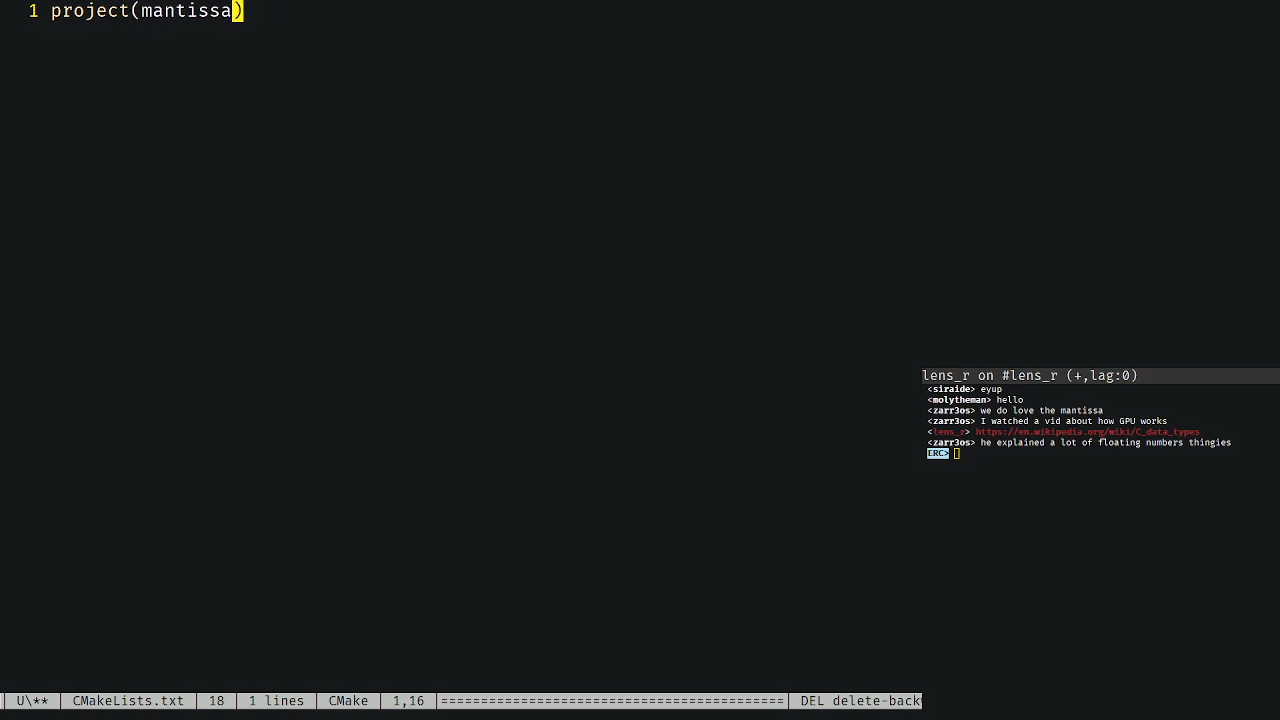 1 project(mantissa)
lens_r on #lens_r (+,lag:0)
<siraide> eyup
<molytheman> hello
<zarr3os> we do love the mantissa
<zarr3os> I watched a vid about how GPU works
<lens_r> https://en.wikipedia.org/wiki/C_data_types
<zarr3os> he explained a lot of floating numbers thingies
ERC>
U\** CMakeLists.txt 18 1 lines CMake 1,16 =========================================== DEL delete-back